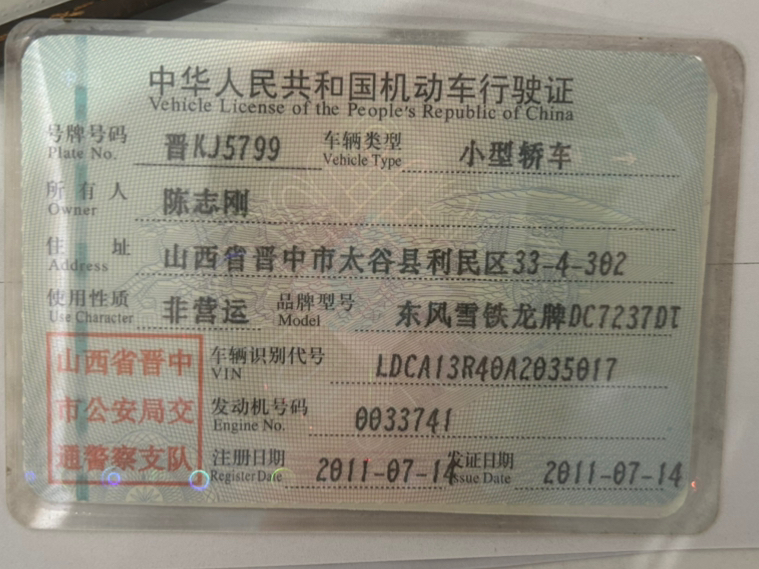 中华人民共和国机动车行驶证
Vehicle License of the People's Republic of China
号牌号码 晋KJ5799 车辆类型 小型轿车
Plate No. Vehicle Type
所有人 陈志刚
Owner
住址 山西省晋中市太谷县利民区33-4-302
Address
使用性质 非营运 品牌型号 东风雪铁龙牌DC7237DT
Use Character Model
山西省晋中
市公安局交
通警察支队
车辆识别代号 LDCA13R40A2035017
VIN
发动机号码 0033741
Engine No.
注册日期 2011-07-14 发证日期 2011-07-14
Register Date Issue Date